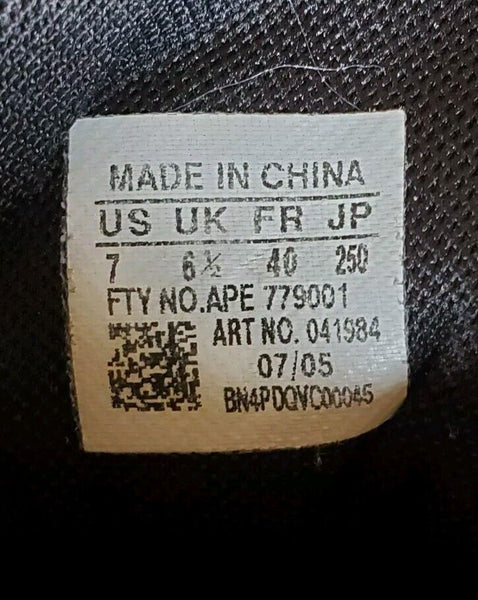 MADE IN CHINA
US UK FR JP
7 6½ 40 250
FTY NO.APE 779001
ART NO. 041984
07/05
BN4PDQVC00045